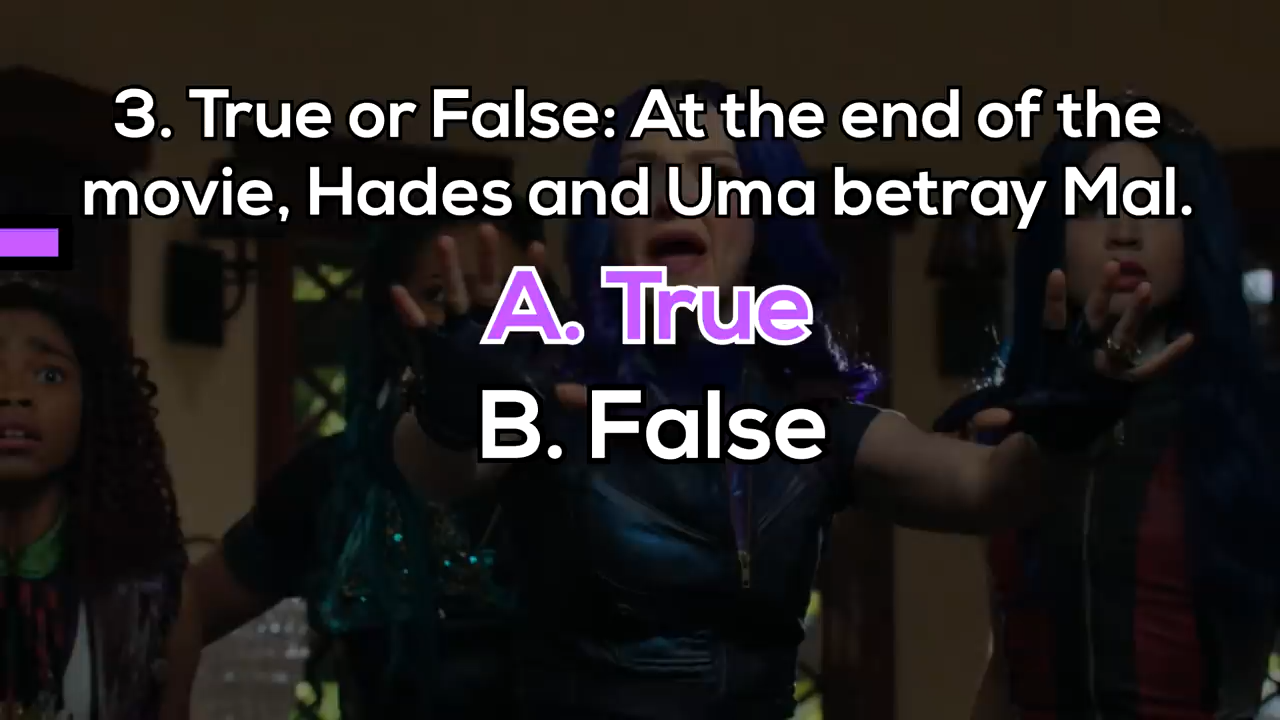 3. True or False: At the end of the
movie, Hades and Uma betray Mal.
A. True
B. False